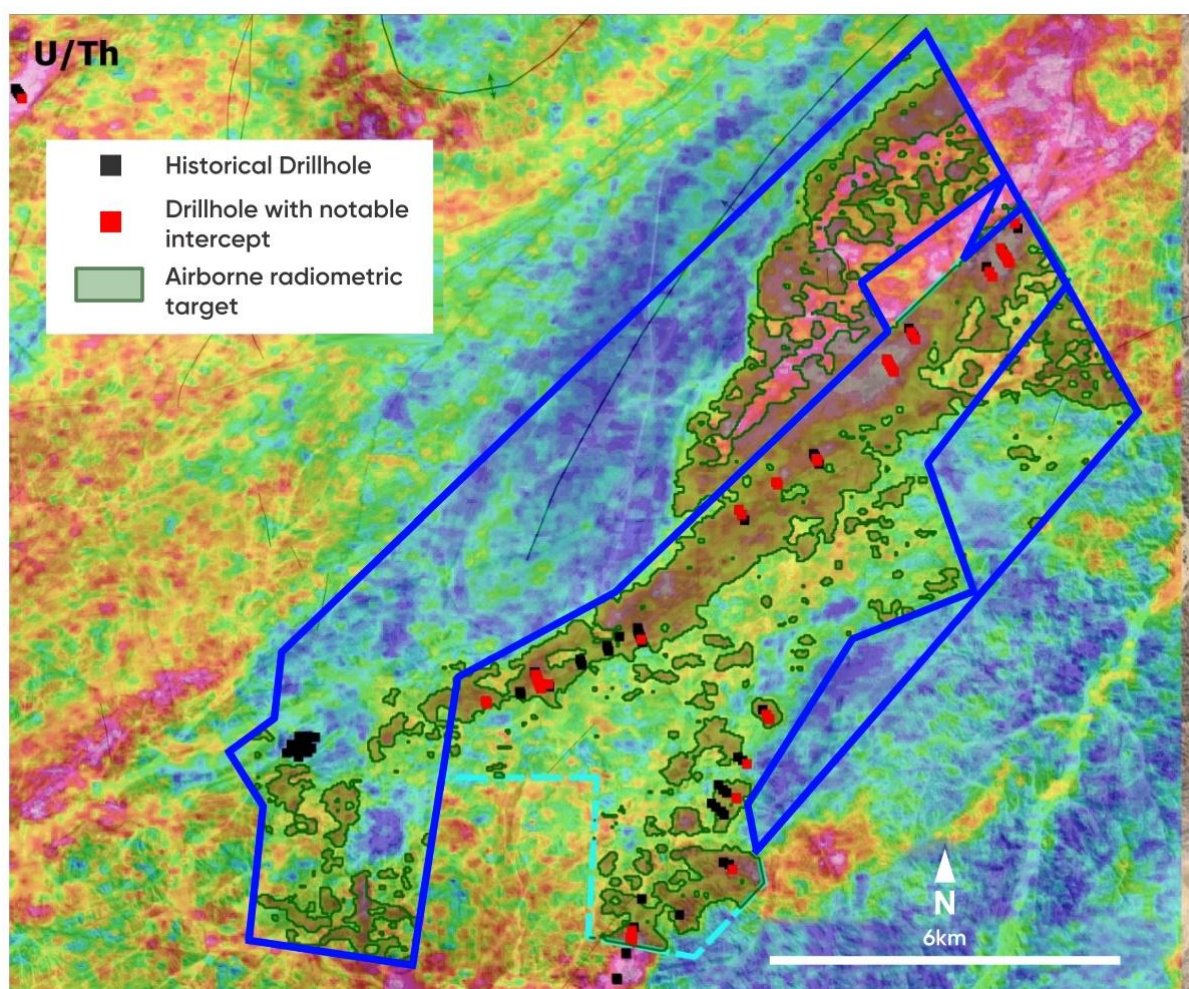 U/Th
Historical Drillhole
Drillhole with notable
intercept
Airborne radiometric
target
N
6km